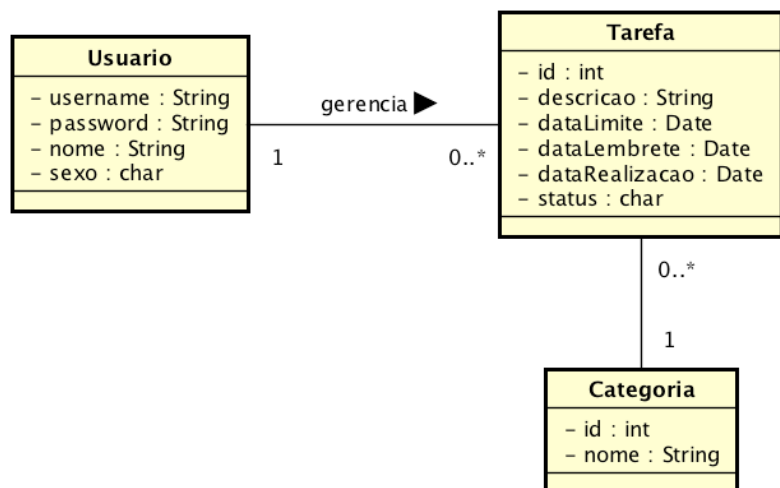 Usuario
- username : String
- password : String
- nome : String
- sexo : char
gerencia
1
0..*
Tarefa
- id : int
- descricao : String
- dataLimite : Date
- dataLembrete : Date
- dataRealizacao : Date
- status : char
0..*
1
Categoria
- id : int
- nome : String